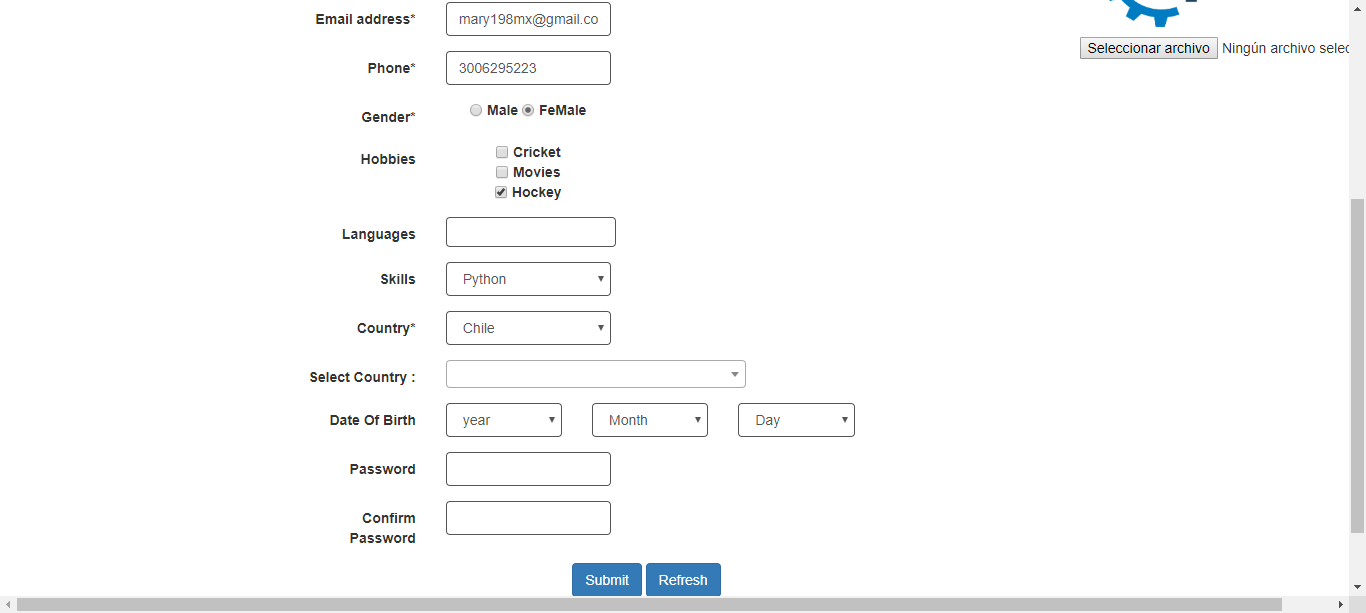 Email address* mary198mx@gmail.co
Seleccionar archivo Ningún archivo selec
Phone* 3006295223
Gender* Male FeMale
Hobbies Cricket
Movies
Hockey
Languages
Skills Python
Country* Chile
Select Country :
Date Of Birth year Month Day
Password
Confirm
Password
Submit Refresh